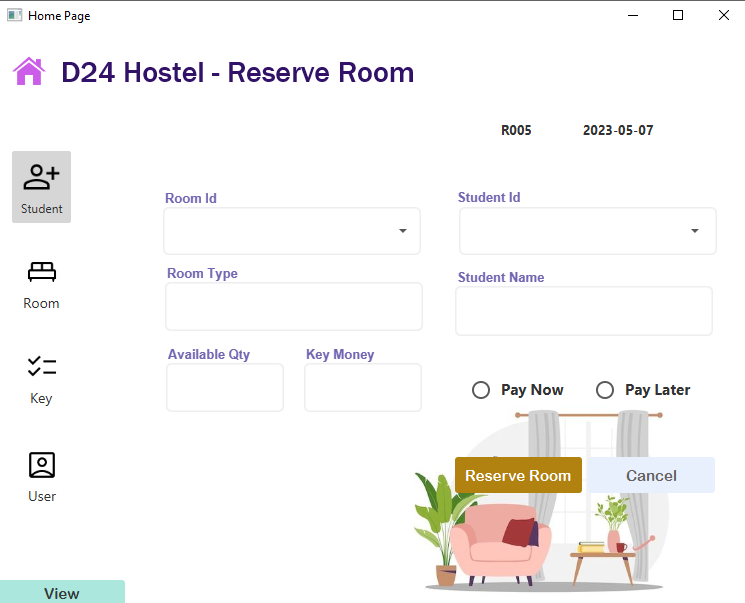 Home Page
D24 Hostel - Reserve Room
R005 2023-05-07
Student
Room Id Student Id
Room Type Student Name
Room
Available Qty Key Money
Key
Pay Now Pay Later
Reserve Room Cancel
User
View